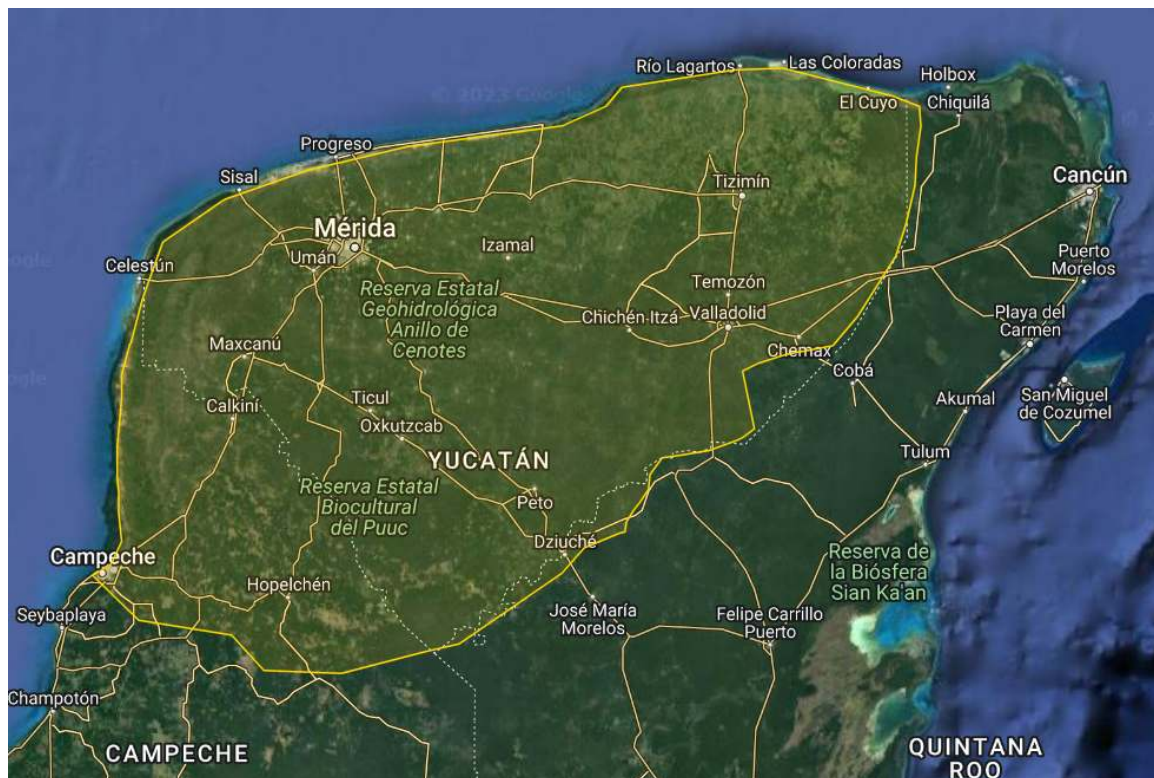 Río Lagartos
Las Coloradas
Holbox
© 2023 Google
El Cuyo
Chiquilá
Progreso
Sisal
Tizimín
Cancún
Mérida
Izamal
Umán
Puerto
Morelos
Celestún
Temozón
Reserva Estatal
Geohidrológica
Anillo de
Cenotes
Chichén Itzá
Valladolid
Playa del
Carmen
Maxcanú
Chemax
Cobá
Ticul
Calkiní
Oxkutzcab
Akumal
San Miguel
de Cozumel
Tulum
YUCATÁN
Reserva Estatal
Biocultural
del Puuc
Peto
Dziuché
Campeche
Reserva de
la Biósfera
Sian Ka'an
Hopelchén
Seybaplaya
José María
Morelos
Felipe Carrillo
Puerto
Champotón
CAMPECHE
QUINTANA
ROO